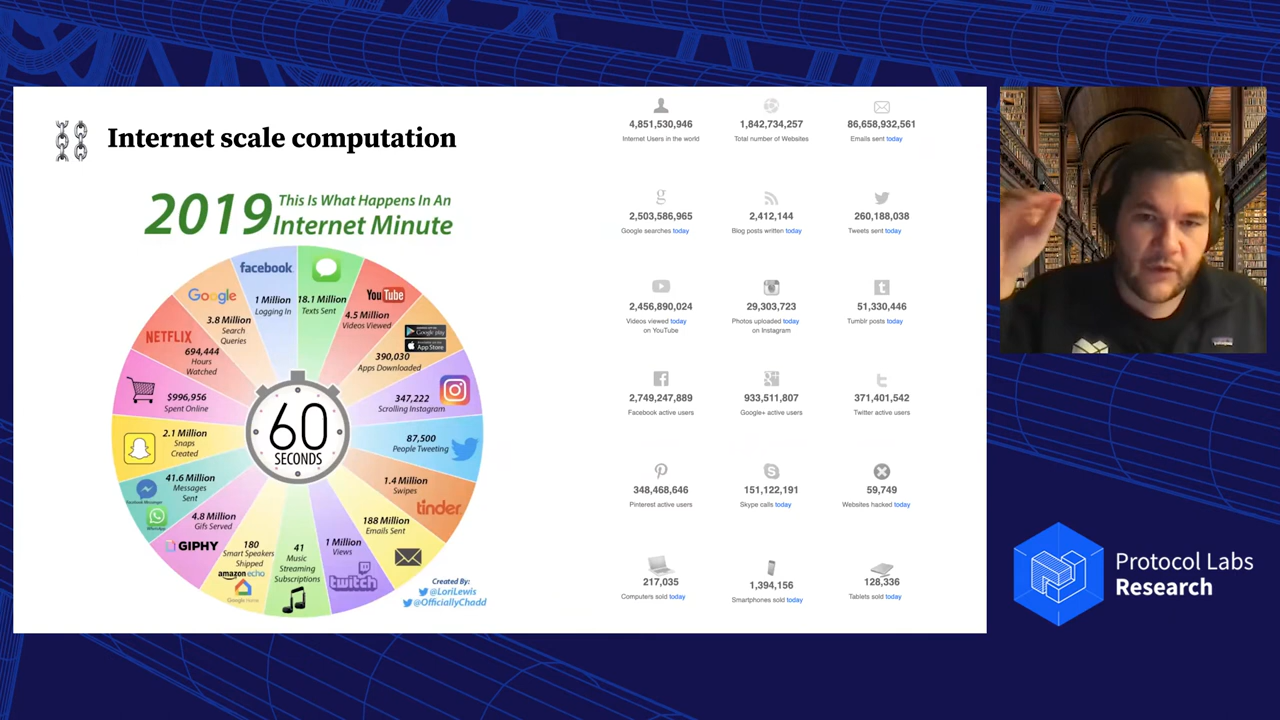 Internet scale computation
2019 This Is What Happens In An
Internet Minute
facebook
1 Million
Logging In
18.1 Million
Texts Sent
YouTube
4.5 Million
Videos Viewed
Google play
App Store
390,030
Apps Downloaded
347,222
Scrolling Instagram
87,500
People Tweeting
1.4 Million
Swipes
tinder
188 Million
Emails Sent
1 Million
Views
twitch
41
Music
Streaming
Subscriptions
180
Smart Speakers
Shipped
amazon echo
Google Home
4.8 Million
Gifs Served
GIPHY
41.6 Million
Messages
Sent
Facebook Messenger
WhatsApp
2.1 Million
Snaps
Created
$996,956
Spent Online
NETFLIX
694,444
Hours
Watched
Google
3.8 Million
Search
Queries
60
SECONDS
Created By:
@LoriLewis
@OfficiallyChadd
4,851,530,946
Internet Users in the world
1,842,734,257
Total number of Websites
86,658,932,561
Emails sent today
g
2,503,586,965
Google searches today
2,412,144
Blog posts written today
260,188,038
Tweets sent today
2,456,890,024
Videos viewed today
on YouTube
29,303,723
Photos uploaded today
on Instagram
t
51,330,446
Tumblr posts today
2,749,247,889
Facebook active users
933,511,807
Google+ active users
371,401,542
Twitter active users
348,468,646
Pinterest active users
151,122,191
Skype calls today
59,749
Websites hacked today
217,035
Computers sold today
1,394,156
Smartphones sold today
128,336
Tablets sold today
Protocol Labs
Research